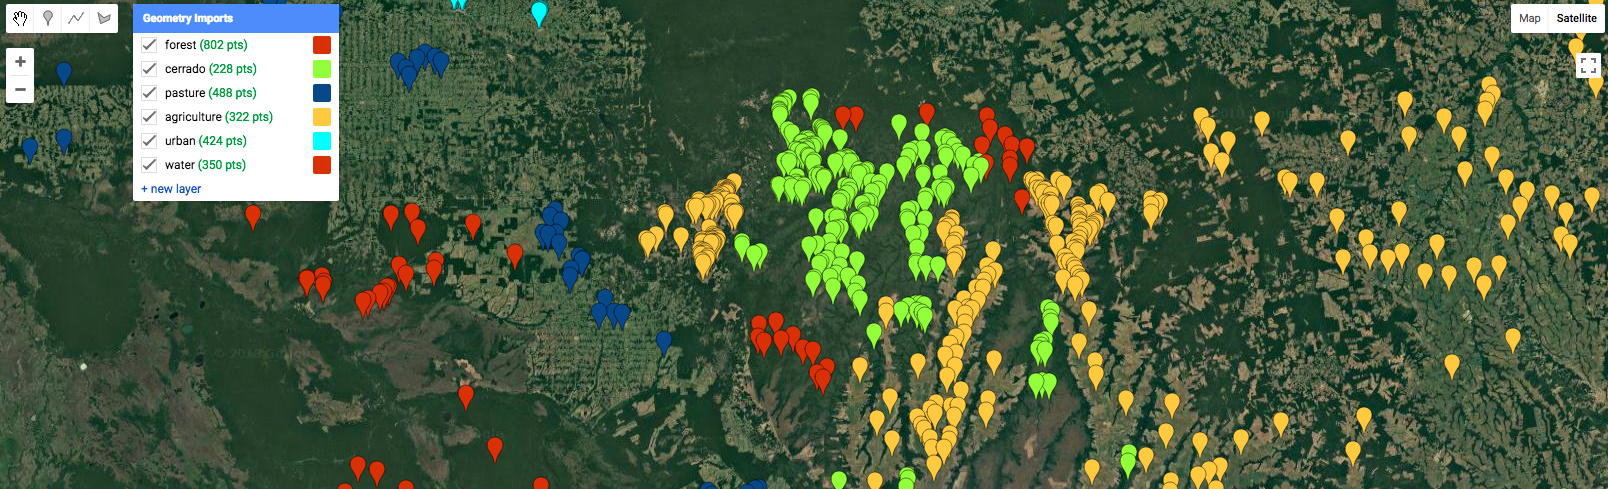 Geometry Imports
forest (802 pts)
cerrado (228 pts)
pasture (488 pts)
agriculture (322 pts)
urban (424 pts)
water (350 pts)
+ new layer
+
−
Map Satellite